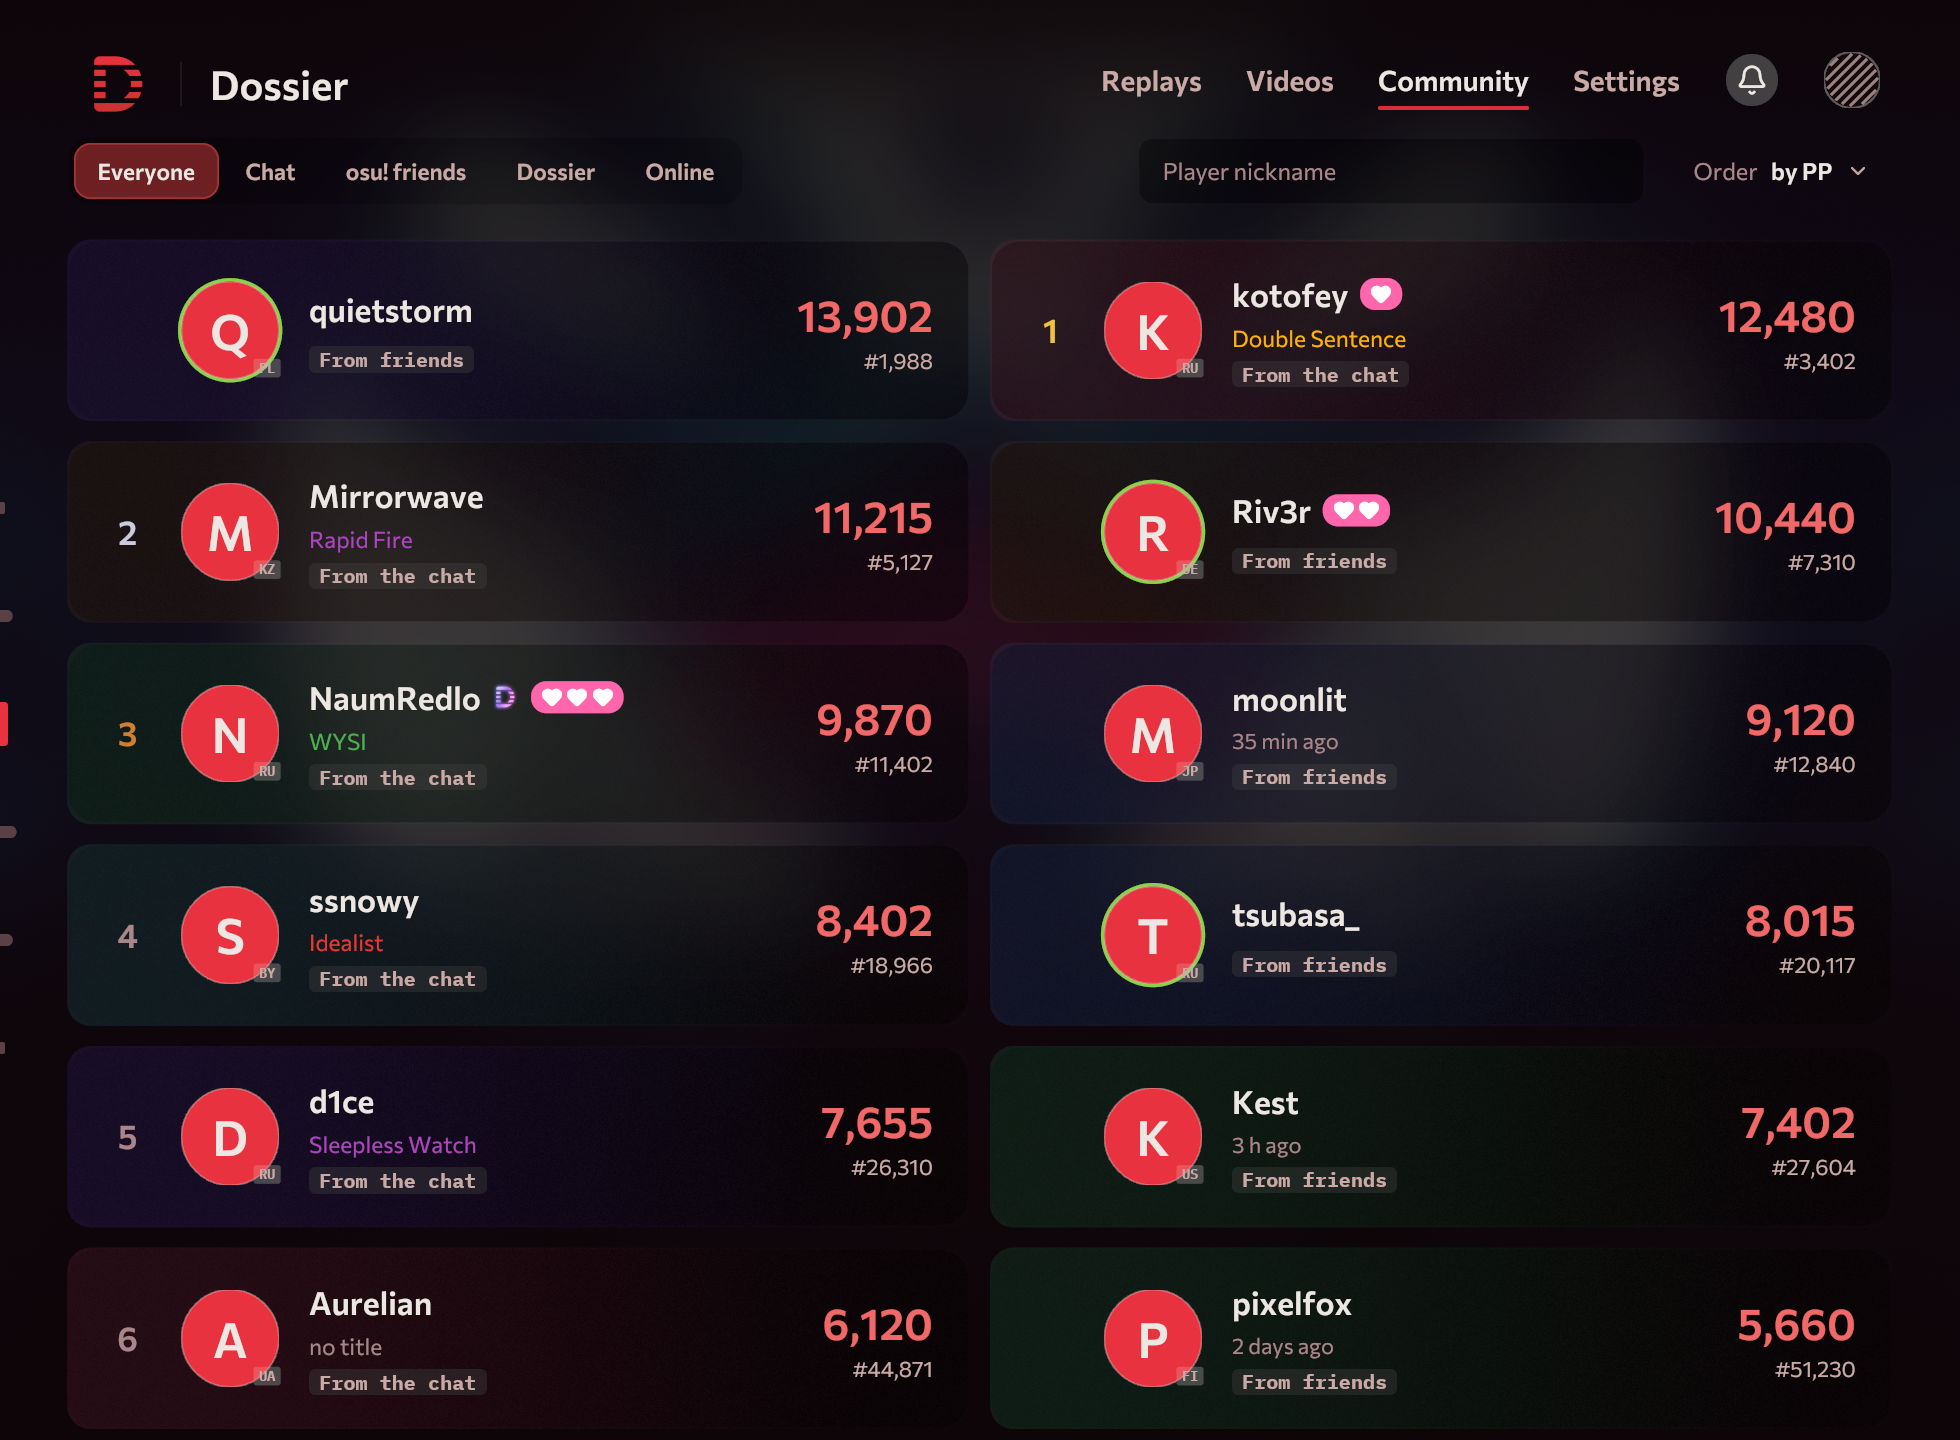 Dossier
Replays
Videos
Community
Settings
Everyone
Chat
osu! friends
Dossier
Online
Player nickname
Order by PP
Q
PL
quietstorm
From friends
13,902
#1,988
1
K
RU
kotofey
Double Sentence
From the chat
12,480
#3,402
2
M
KZ
Mirrorwave
Rapid Fire
From the chat
11,215
#5,127
R
DE
Riv3r
From friends
10,440
#7,310
3
N
RU
NaumRedlo
WYSI
From the chat
9,870
#11,402
M
JP
moonlit
35 min ago
From friends
9,120
#12,840
4
S
BY
ssnowy
Idealist
From the chat
8,402
#18,966
T
RU
tsubasa_
From friends
8,015
#20,117
5
D
RU
d1ce
Sleepless Watch
From the chat
7,655
#26,310
K
US
Kest
3 h ago
From friends
7,402
#27,604
6
A
UA
Aurelian
no title
From the chat
6,120
#44,871
P
FI
pixelfox
2 days ago
From friends
5,660
#51,230